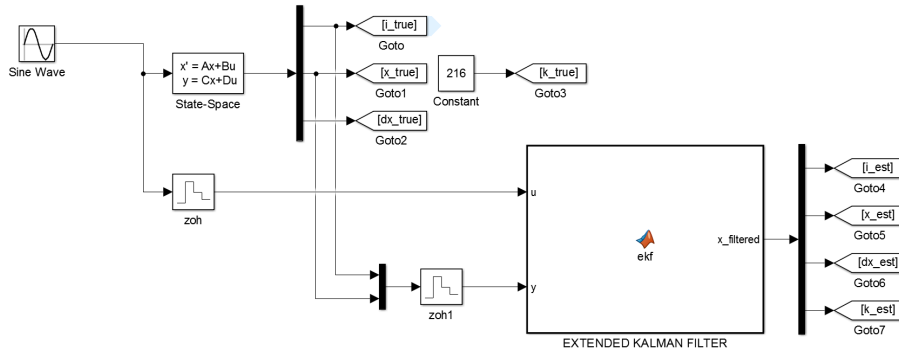 Sine Wave
x' = Ax+Bu
y = Cx+Du
State-Space
[i_true]
Goto
[x_true]
Goto1
[dx_true]
Goto2
216
Constant
[k_true]
Goto3
zoh
zoh1
u
y
ekf
x_filtered
EXTENDED KALMAN FILTER
[i_est]
Goto4
[x_est]
Goto5
[dx_est]
Goto6
[k_est]
Goto7